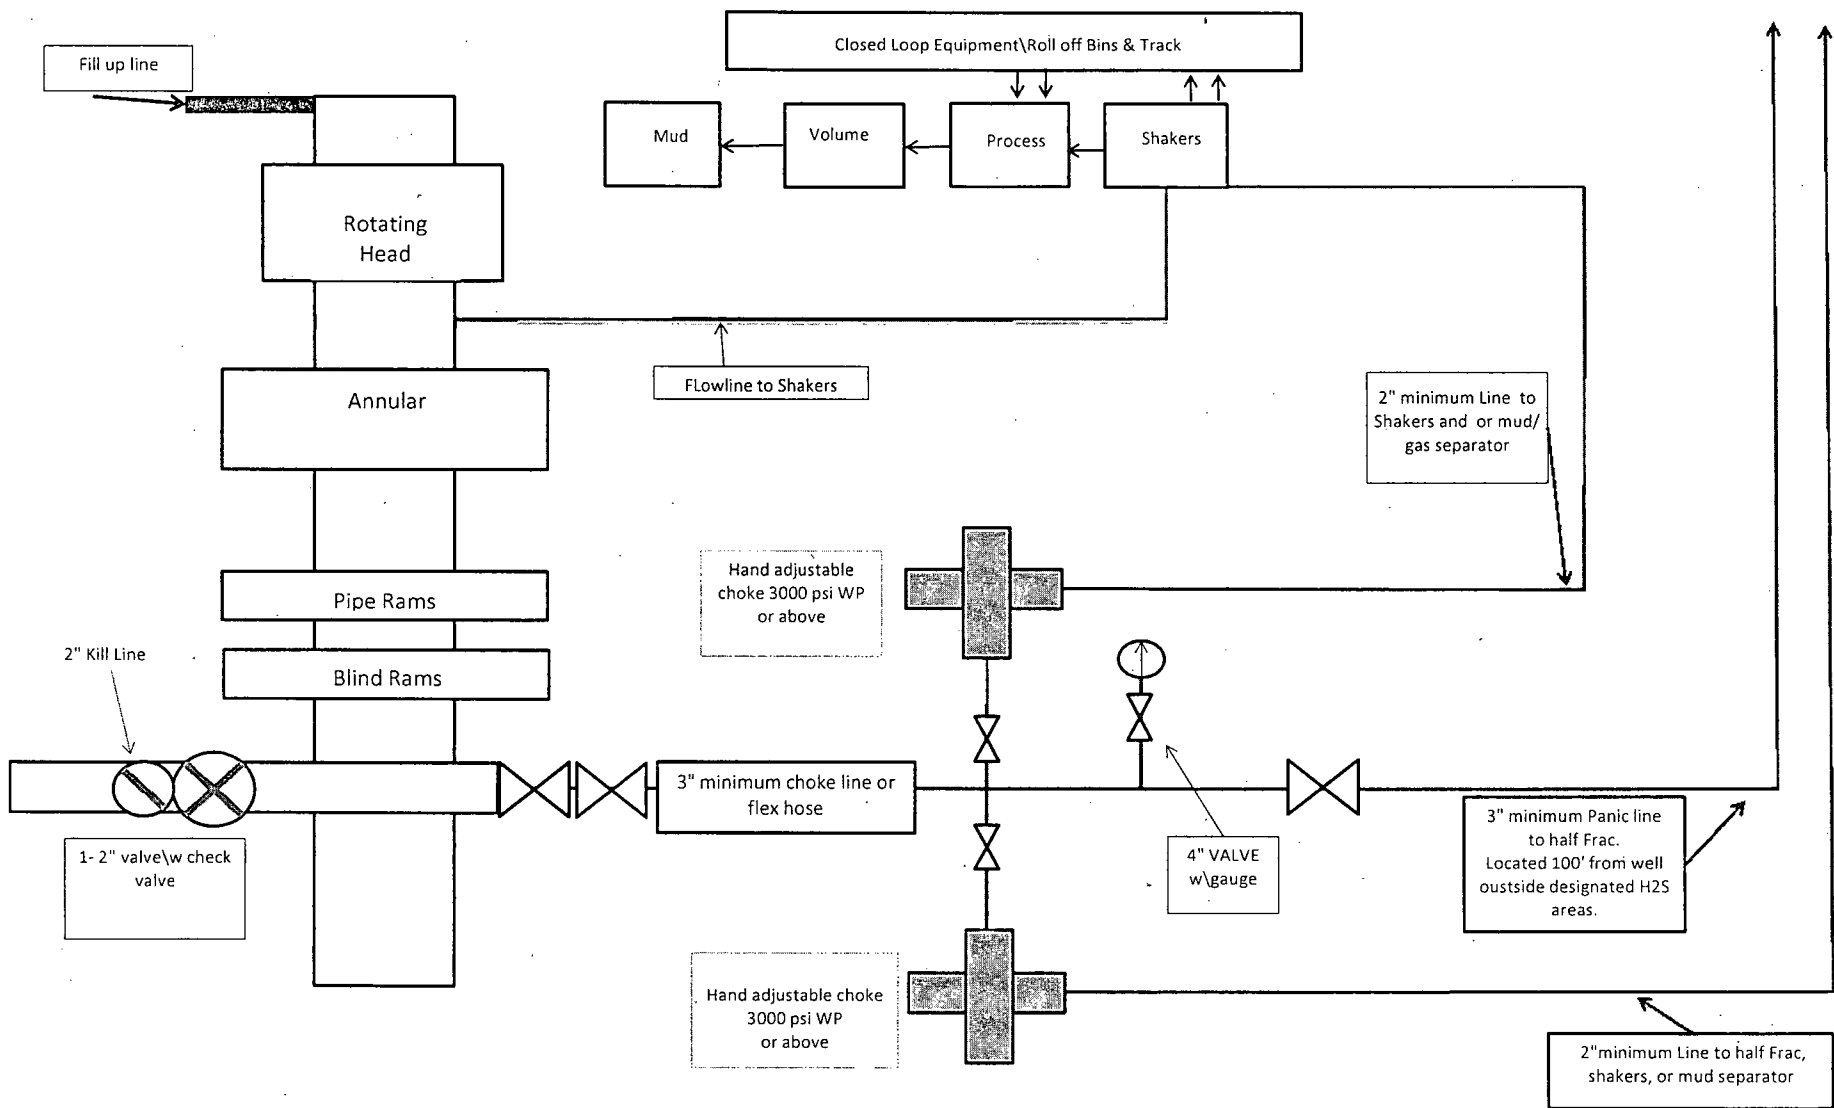 Closed Loop Equipment\Roll off Bins & Track
Fill up line
Mud
Volume
Process
Shakers
Rotating
Head
FLowline to Shakers
Annular
2" minimum Line to
Shakers and or mud/
gas separator
Hand adjustable
choke 3000 psi WP
or above
Pipe Rams
2" Kill Line
Blind Rams
3" minimum choke line or
flex hose
1- 2" valve\w check
valve
4" VALVE
w\gauge
3" minimum Panic line
to half Frac.
Located 100' from well
oustside designated H2S
areas.
Hand adjustable choke
3000 psi WP
or above
2"minimum Line to half Frac,
shakers, or mud separator